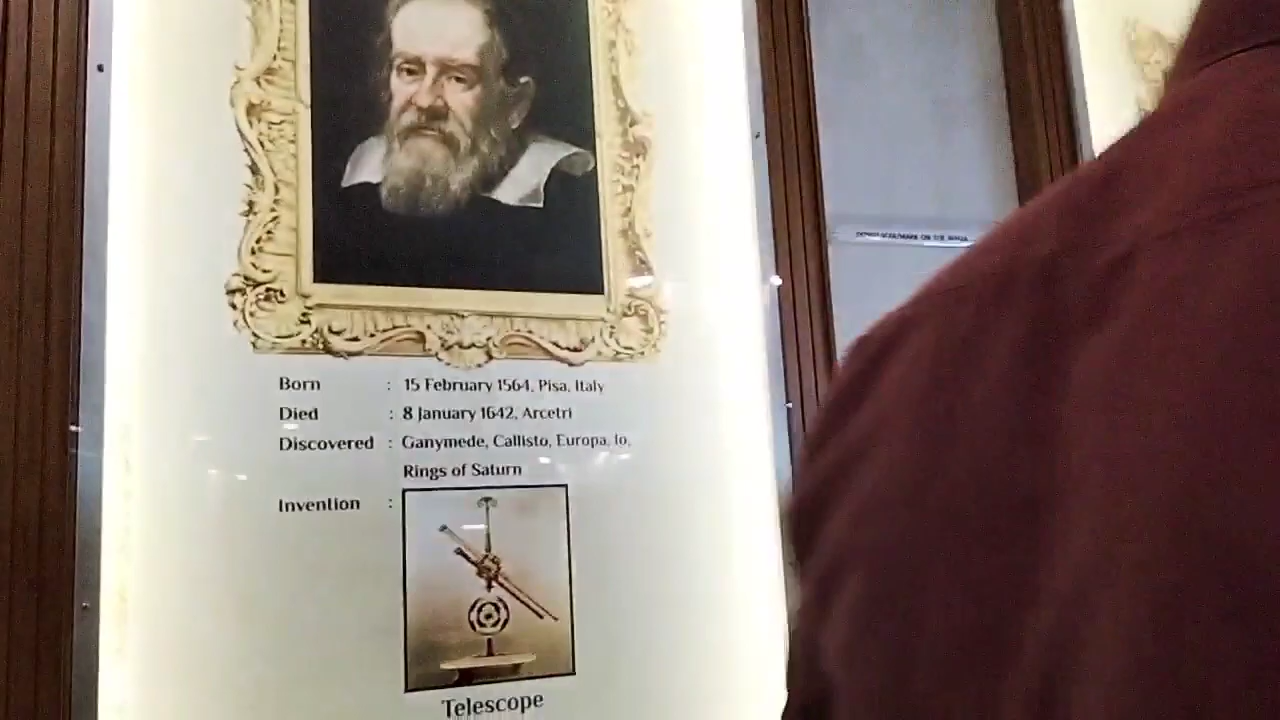 Born : 15 February 1564, Pisa, Italy
Died : 8 January 1642, Arcetri
Discovered : Ganymede, Callisto, Europa, Io,
Rings of Saturn
Invention :
Telescope